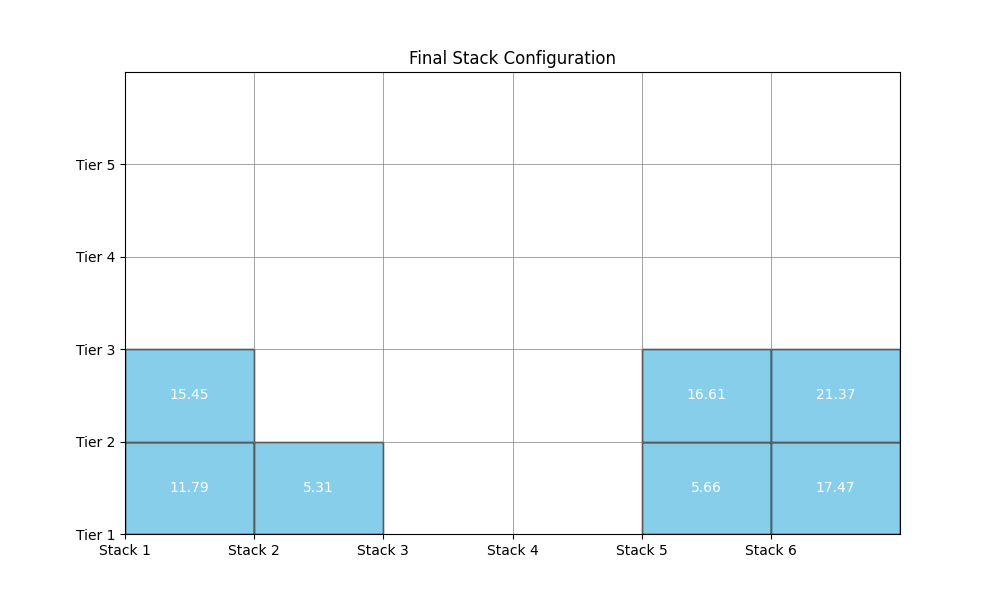 Final Stack Configuration
Tier 5
Tier 4
Tier 3
15.45
16.61
21.37
Tier 2
11.79
5.31
5.66
17.47
Tier 1
Stack 1
Stack 2
Stack 3
Stack 4
Stack 5
Stack 6